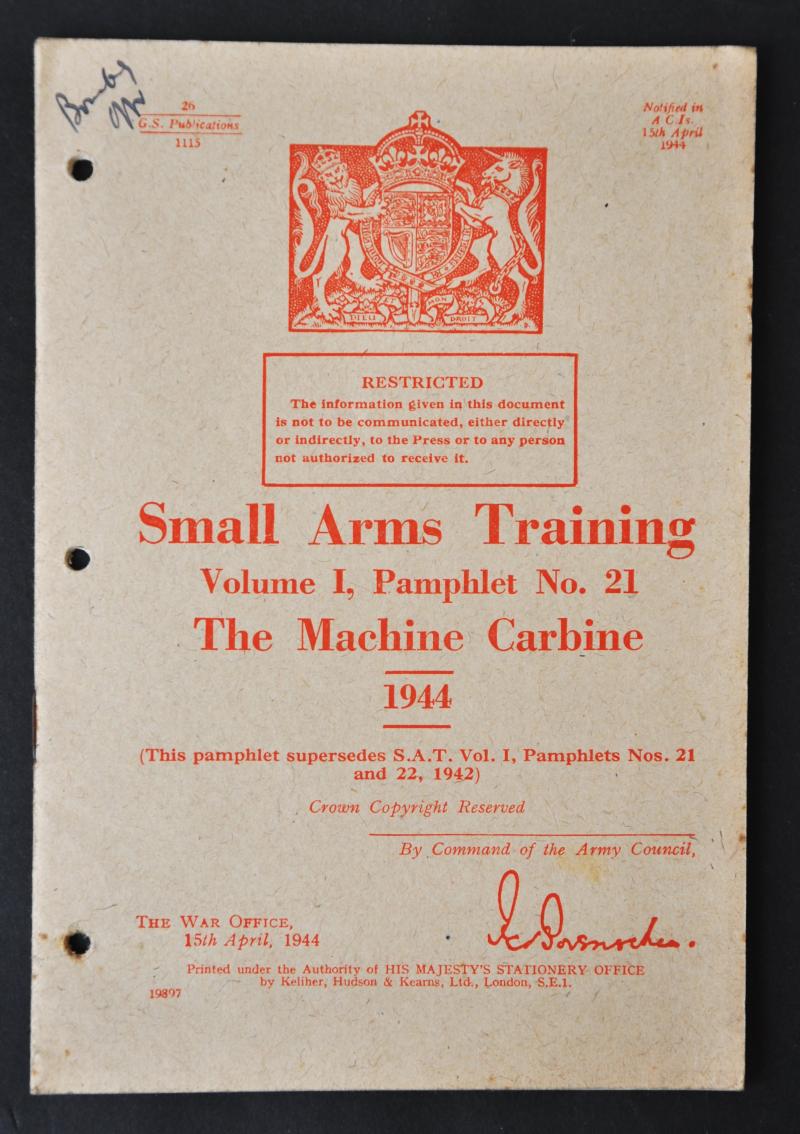 26
G.S. Publications
1115
Notified in
A.C.Is.
15th April
1944
DIEU ET MON DROIT
RESTRICTED
The information given in this document
is not to be communicated, either directly
or indirectly, to the Press or to any person
not authorized to receive it.
Small Arms Training
Volume I, Pamphlet No. 21
The Machine Carbine
1944
(This pamphlet supersedes S.A.T. Vol. I, Pamphlets Nos. 21
and 22, 1942)
Crown Copyright Reserved
By Command of the Army Council,
THE WAR OFFICE,
15th April, 1944
Printed under the Authority of HIS MAJESTY'S STATIONERY OFFICE
by Keliher, Hudson & Kearns, Ltd., London, S.E.1.
19897